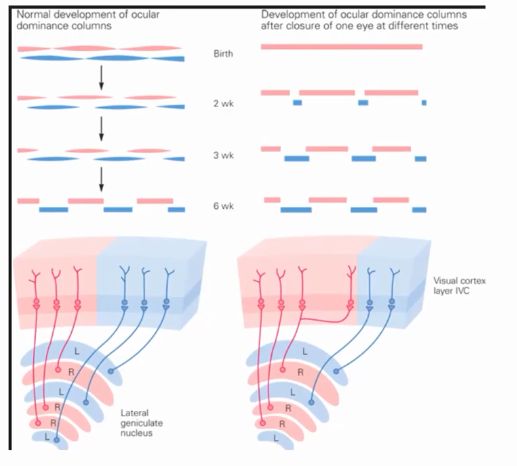 Normal development of ocular
dominance columns
Development of ocular dominance columns
after closure of one eye at different times
Birth
2 wk
3 wk
6 wk
Visual cortex
layer IVC
L
R
L
R
R
L
Lateral
geniculate
nucleus
L
R
L
R
R
L